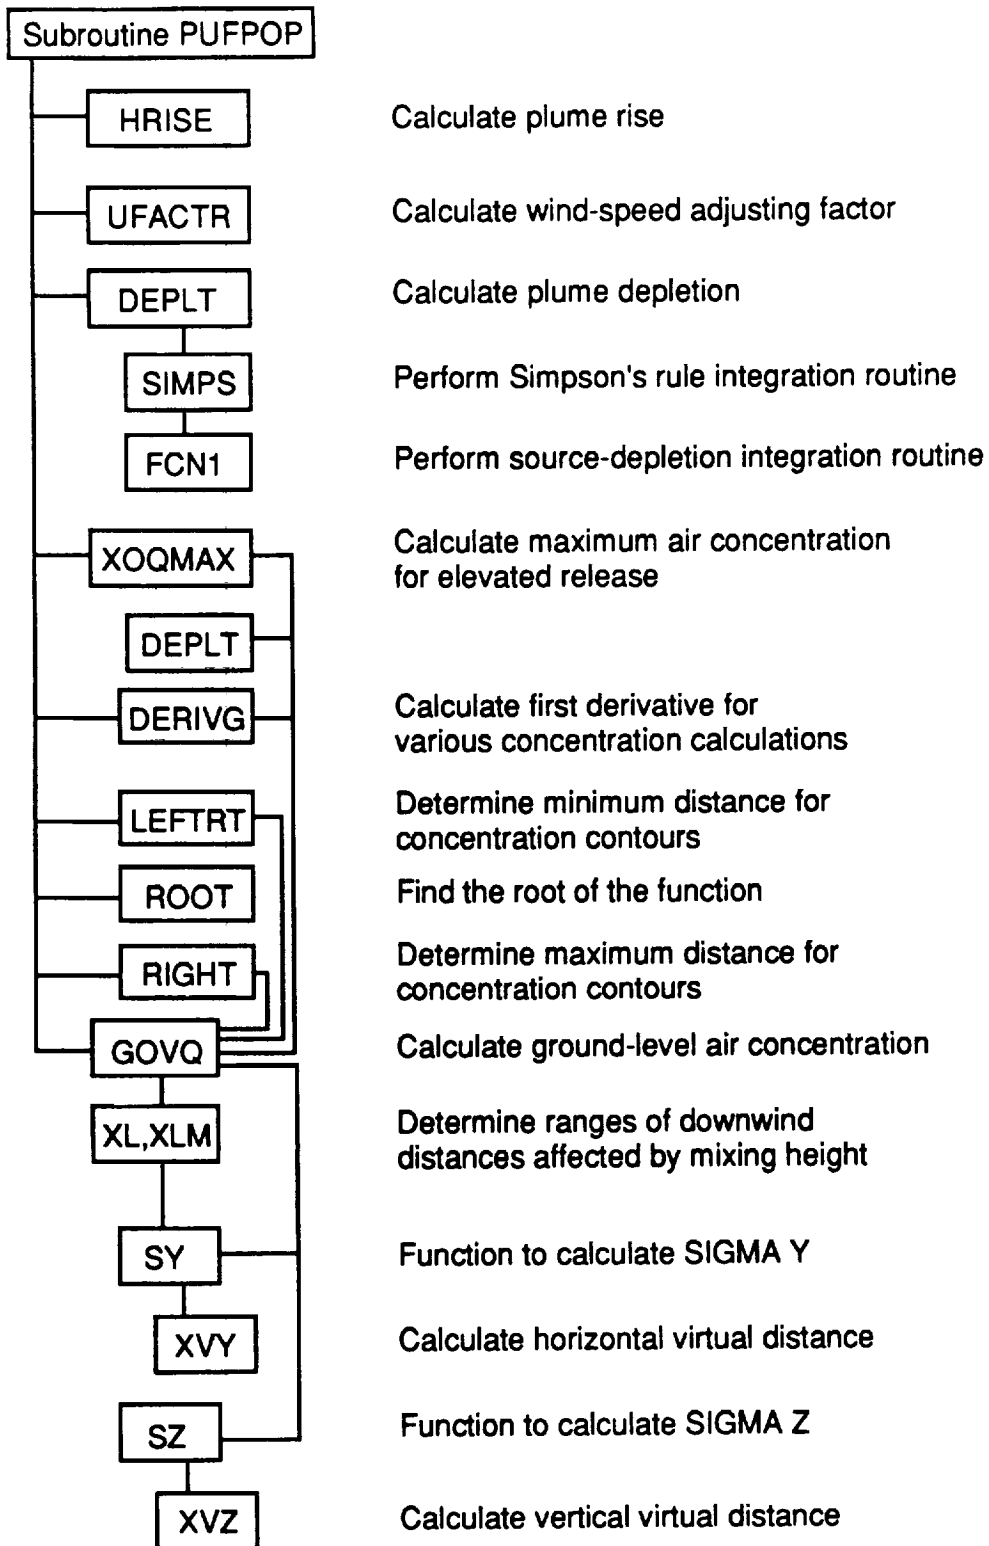 Subroutine PUFPOP
HRISE Calculate plume rise
UFACTR Calculate wind-speed adjusting factor
DEPLT Calculate plume depletion
SIMPS Perform Simpson's rule integration routine
FCN1 Perform source-depletion integration routine
XOQMAX Calculate maximum air concentration
for elevated release
DEPLT
DERIVG Calculate first derivative for
various concentration calculations
LEFTRT Determine minimum distance for
concentration contours
ROOT Find the root of the function
RIGHT Determine maximum distance for
concentration contours
GOVQ Calculate ground-level air concentration
XL,XLM Determine ranges of downwind
distances affected by mixing height
SY Function to calculate SIGMA Y
XVY Calculate horizontal virtual distance
SZ Function to calculate SIGMA Z
XVZ Calculate vertical virtual distance